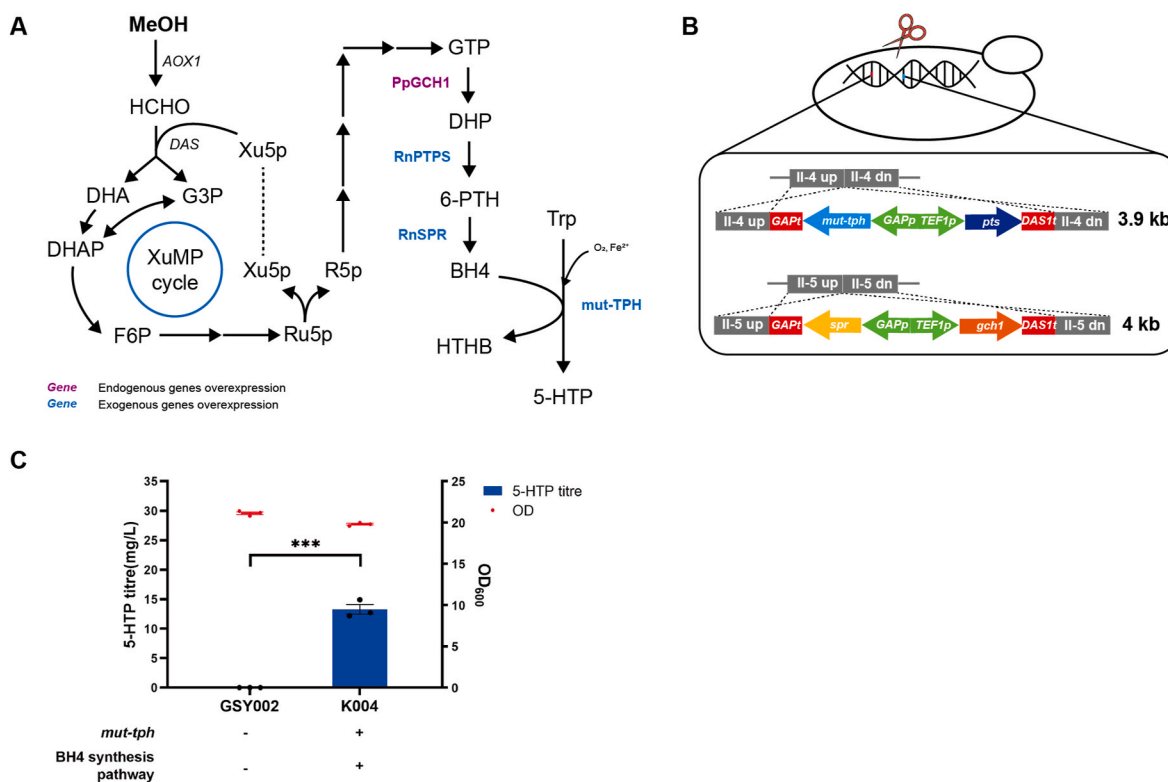 A
MeOH
AOX1
HCHO
DAS
Xu5p
DHA
G3P
DHAP
XuMP
cycle
Xu5p
R5p
F6P
Ru5p
GTP
PpGCH1
DHP
RnPTPS
6-PTH
RnSPR
BH4
Trp
O₂, Fe²⁺
mut-TPH
HTHB
5-HTP
Gene Endogenous genes overexpression
Gene Exogenous genes overexpression
B
II-4 up II-4 dn
II-4 up GAPt mut-tph GAPp TEF1p pts DAS1t II-4 dn 3.9 kb
II-5 up II-5 dn
II-5 up GAPt spr GAPp TEF1p gch1 DAS1t II-5 dn 4 kb
C
5-HTP titre(mg/L)
35
30
25
20
15
10
5
0
***
25
20
15
10
5
0
OD₆₀₀
5-HTP titre
OD
GSY002 K004
mut-tph - +
BH4 synthesis
pathway - +